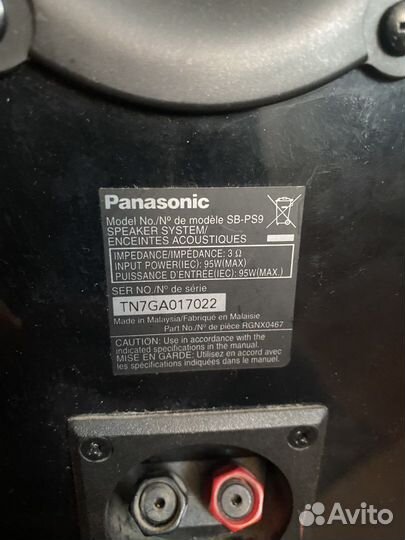 Panasonic
Model No./Nº de modèle SB-PS9
SPEAKER SYSTEM/
ENCEINTES ACOUSTIQUES
IMPEDANCE/IMPÉDANCE: 3 Ω
INPUT POWER(IEC): 95W(MAX)
PUISSANCE D'ENTRÉE(IEC): 95W(MAX.)
SER NO./Nº de série
TN7GA017022
Made in Malaysia/Fabriqué en Malaisie
Part No./Nº de pièce RGNX0467
CAUTION: Use in accordance with the
indicated specifications in the manual.
MISE EN GARDE: Utilisez en accord avec
les spécifications indiquées dans le manuel.
Avito